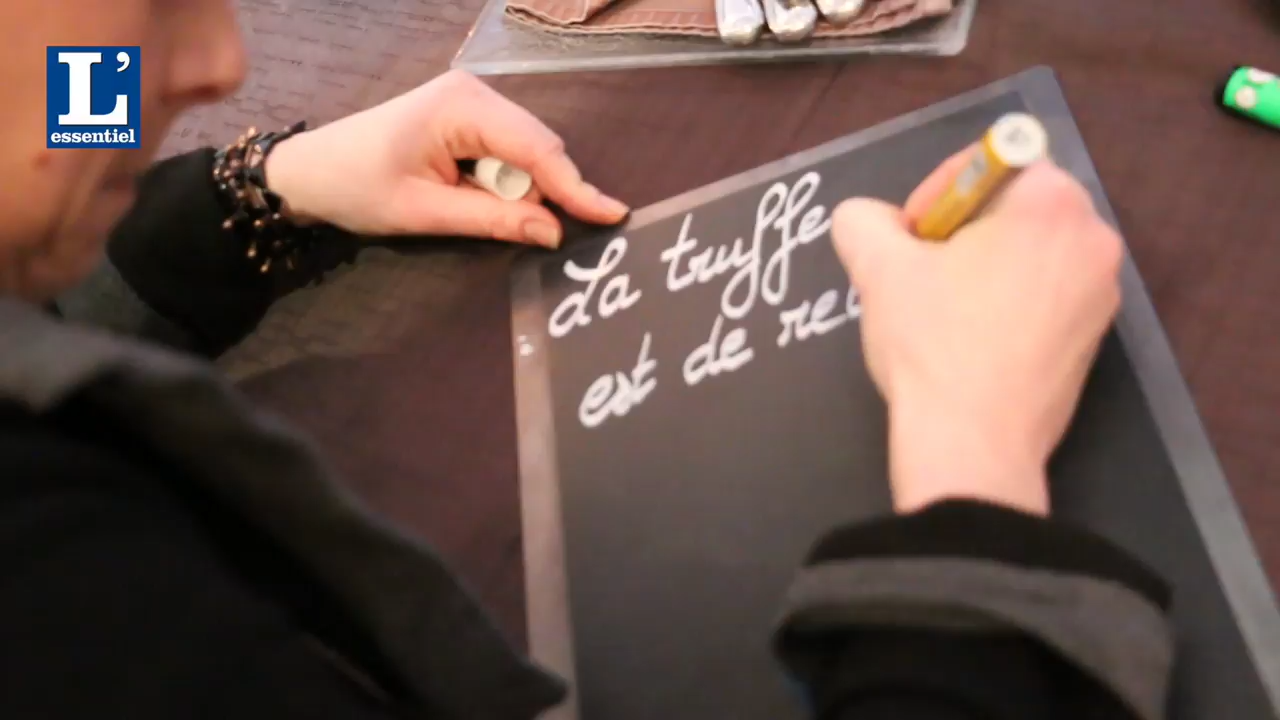 L'
essentiel
La truffe
est de